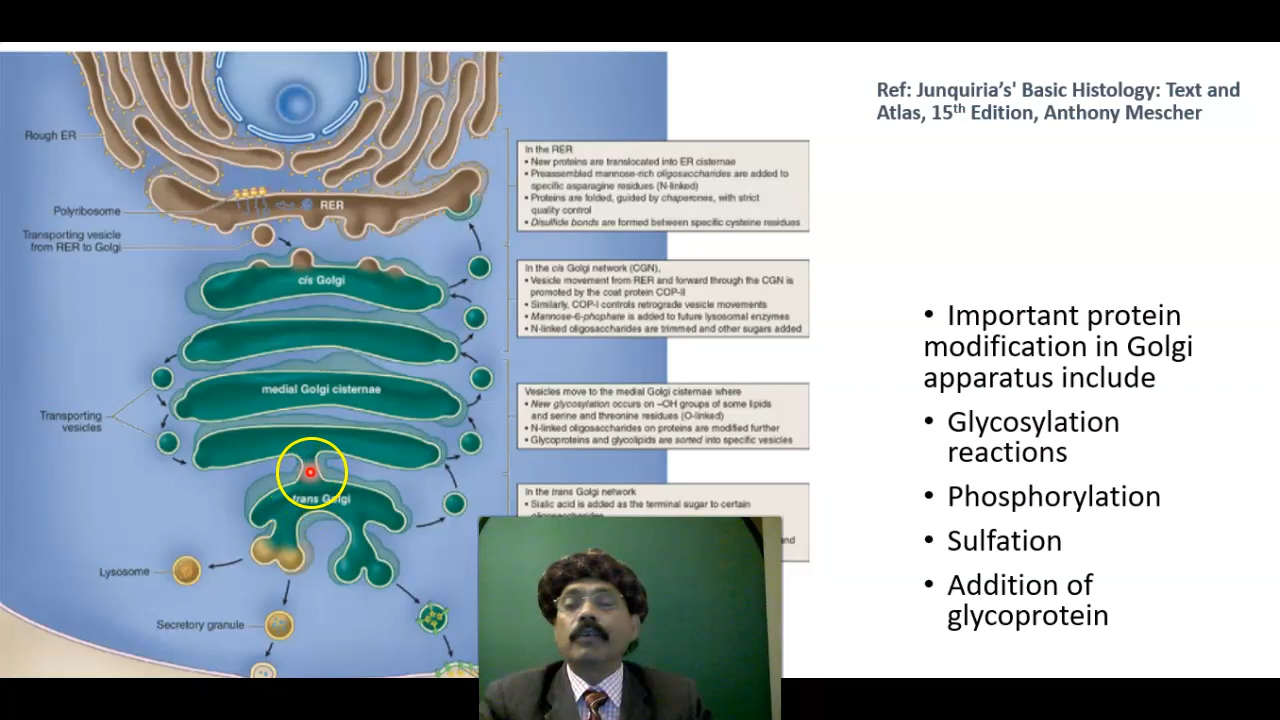 Ref: Junquiria’s' Basic Histology: Text and
Atlas, 15th Edition, Anthony Mescher
Rough ER
Polyribosome
Transporting vesicle
from RER to Golgi
RER
cis Golgi
medial Golgi cisternae
Transporting
vesicles
trans Golgi
Lysosome
Secretory granule
In the RER
• New proteins are translocated into ER cisternae
• Preassembled mannose-rich oligosaccharides are added to
specific asparagine residues (N-linked)
• Proteins are folded, guided by chaperones, with strict
quality control
• Disulfide bonds are formed between specific cysteine residues
In the cis Golgi network (CGN),
• Vesicle movement from RER and forward through the CGN is
promoted by the coat protein COP-II
• Similarly, COP-I controls retrograde vesicle movements
• Mannose-6-phophate is added to future lysosomal enzymes
• N-linked oligosaccharides are trimmed and other sugars added
Vesicles move to the medial Golgi cisternae where
• New glycosylation occurs on –OH groups of some lipids
and serine and threonine residues (O-linked)
• N-linked oligosaccharides on proteins are modified further
• Glycoproteins and glycolipids are sorted into specific vesicles
In the trans Golgi network
• Sialic acid is added as the terminal sugar to certain
oligosaccharides
and
• Important protein
modification in Golgi
apparatus include
• Glycosylation
reactions
• Phosphorylation
• Sulfation
• Addition of
glycoprotein